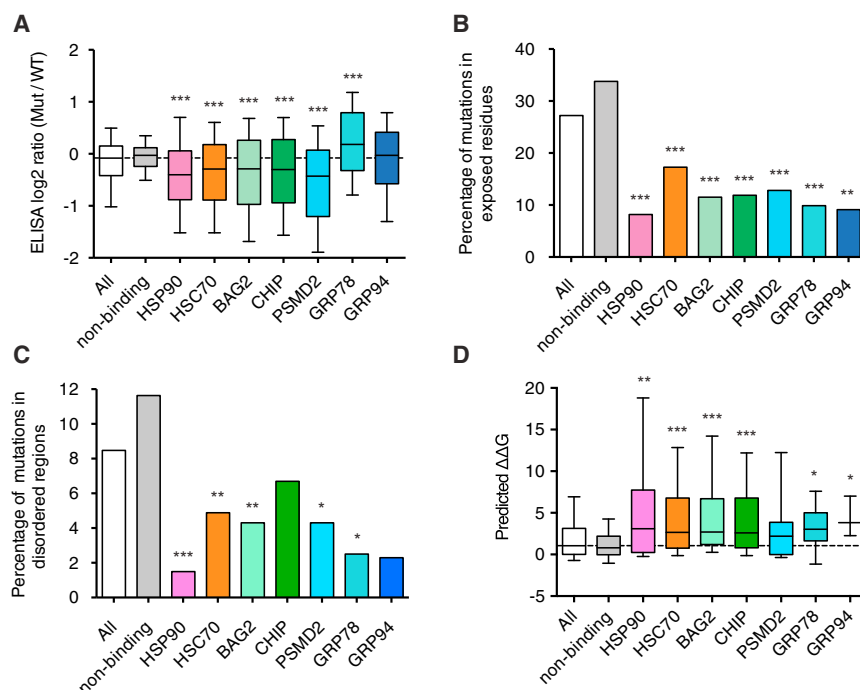 A
ELISA log2 ratio (Mut / WT)
2
1
0
-1
-2
***
***
***
***
***
***
All
non-binding
HSP90
HSC70
BAG2
CHIP
PSMD2
GRP78
GRP94
B
Percentage of mutations in
exposed residues
40
30
20
10
0
***
***
***
***
***
***
**
All
non-binding
HSP90
HSC70
BAG2
CHIP
PSMD2
GRP78
GRP94
C
Percentage of mutations in
disordered regions
12
10
8
6
4
2
0
***
**
**
*
*
All
non-binding
HSP90
HSC70
BAG2
CHIP
PSMD2
GRP78
GRP94
D
Predicted ΔΔG
20
15
10
5
0
-5
**
***
***
***
*
*
All
non-binding
HSP90
HSC70
BAG2
CHIP
PSMD2
GRP78
GRP94